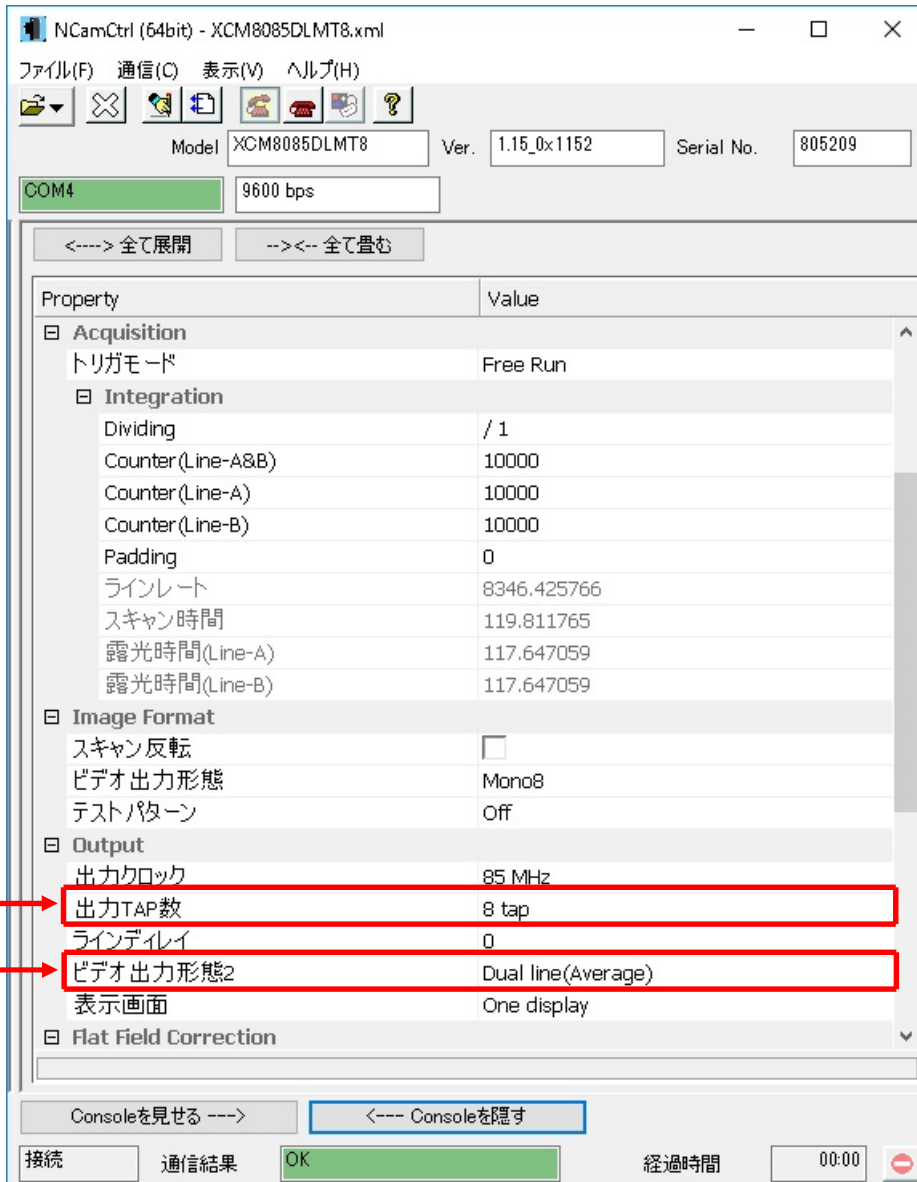 NCamCtrl (64bit) - XCM8085DLMT8.xml
ファイル(F) 通信(C) 表示(V) ヘルプ(H)
Model XCM8085DLMT8 Ver. 1.15_0x1152 Serial No. 805209
COM4 9600 bps
<----> 全て展開 --><-- 全て畳む
Property Value
Acquisition
トリガモード Free Run
Integration
Dividing / 1
Counter(Line-A&B) 10000
Counter(Line-A) 10000
Counter(Line-B) 10000
Padding 0
ラインレート 8346.425766
スキャン時間 119.811765
露光時間(Line-A) 117.647059
露光時間(Line-B) 117.647059
Image Format
スキャン反転
ビデオ出力形態 Mono8
テストパターン Off
Output
出力クロック 85 MHz
出力TAP数 8 tap
ラインディレイ 0
ビデオ出力形態2 Dual line(Average)
表示画面 One display
Flat Field Correction
Consoleを見せる ---> <--- Consoleを隠す
接続 通信結果 OK 経過時間 00:00